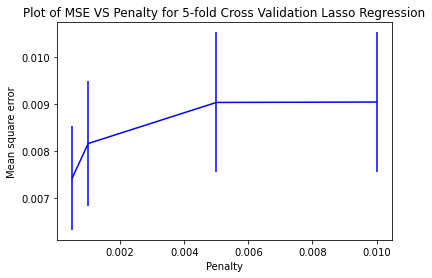 Plot of MSE VS Penalty for 5-fold Cross Validation Lasso Regression
0.010
0.009
0.008
0.007
Mean square error
0.002 0.004 0.006 0.008 0.010
Penalty